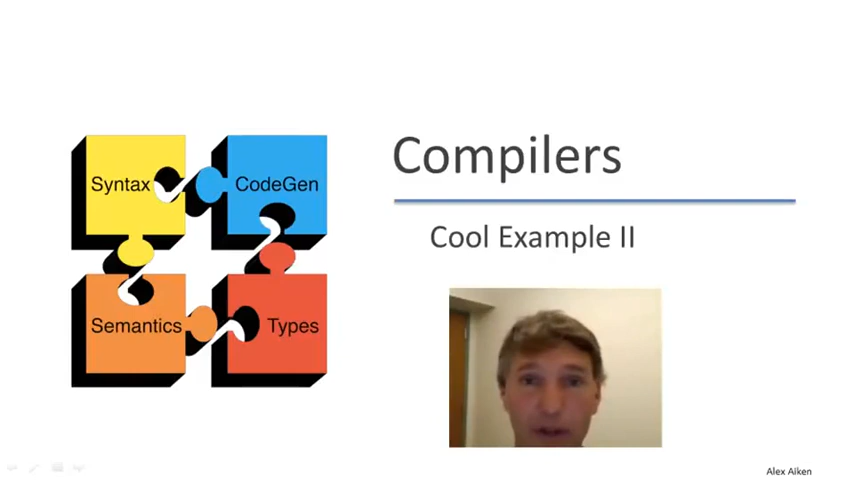 Compilers
Cool Example II
Syntax
CodeGen
Semantics
Types
Alex Aiken